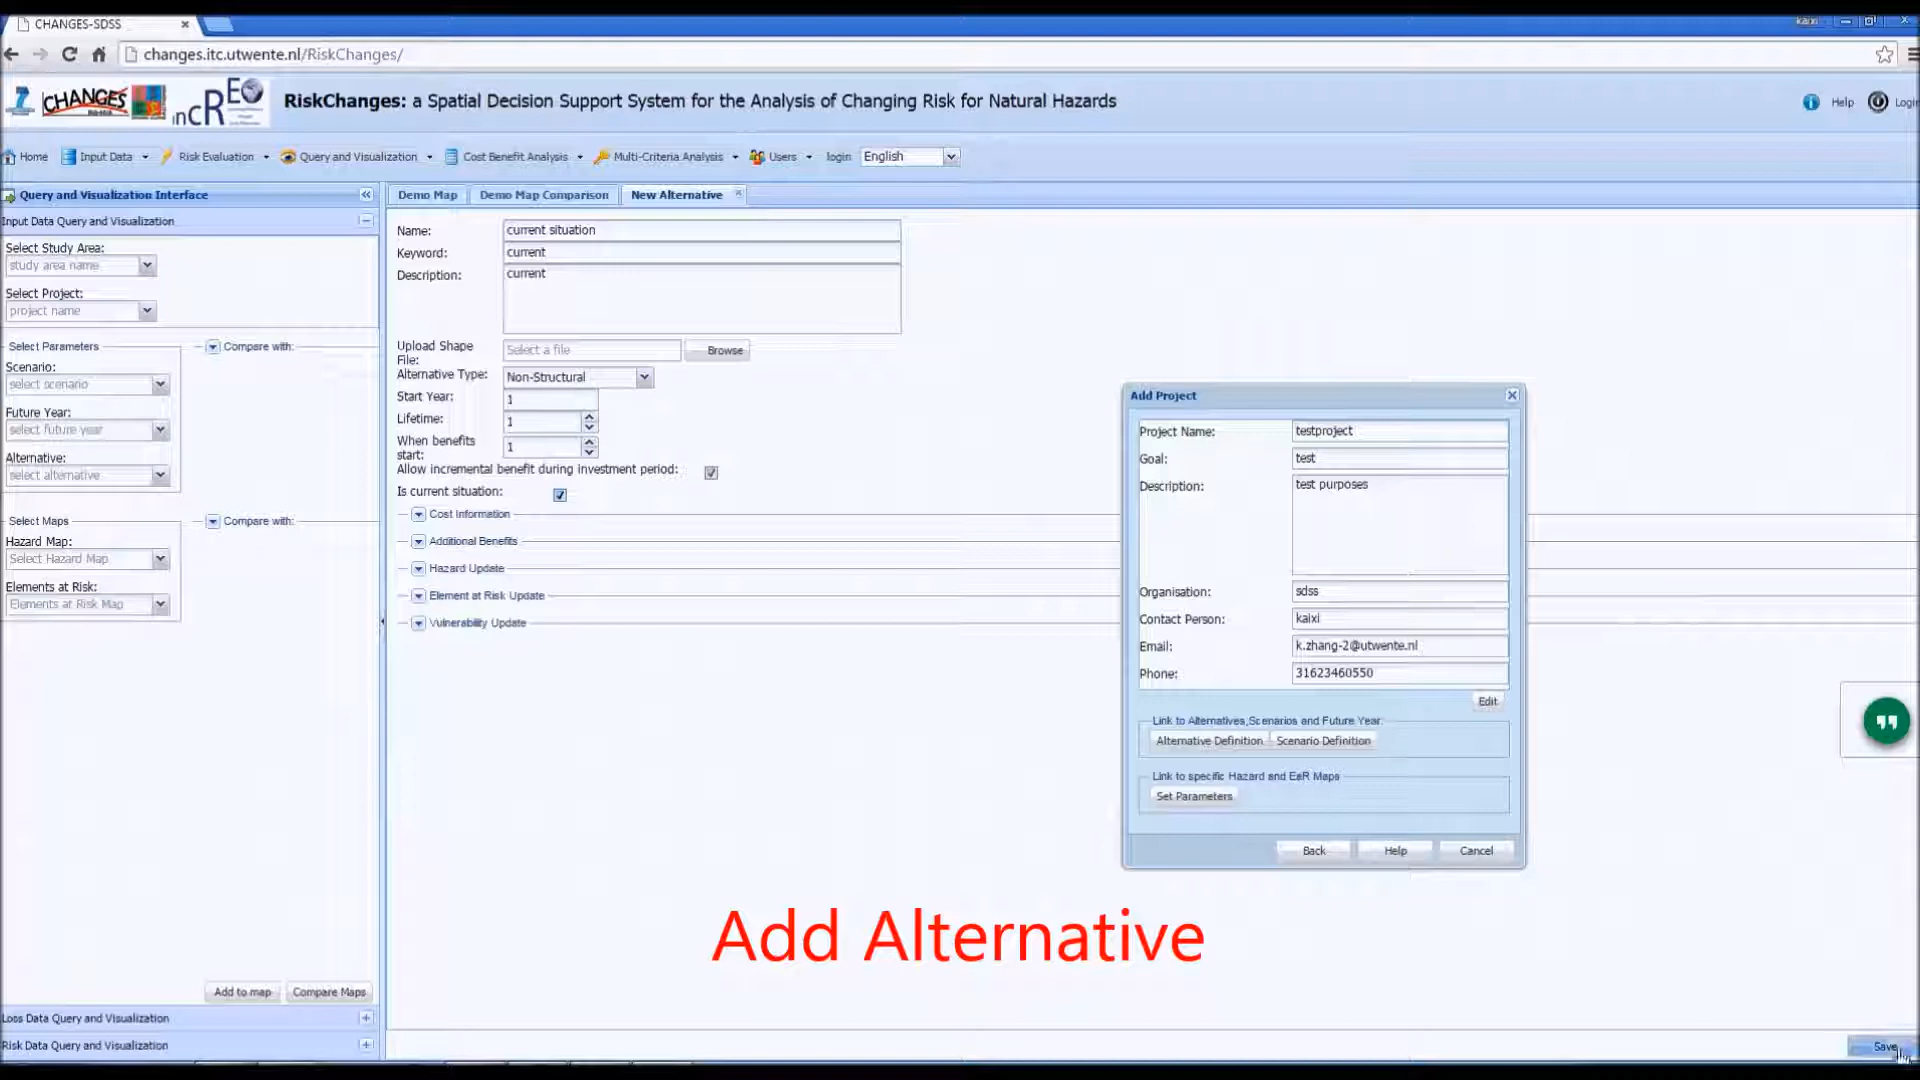 CHANGES-SDSS
kaixi
changes.itc.utwente.nl/RiskChanges/
CHANGES
inCREO
RiskChanges: a Spatial Decision Support System for the Analysis of Changing Risk for Natural Hazards
Help
Login
Home
Input Data
Risk Evaluation
Query and Visualization
Cost Benefit Analysis
Multi-Criteria Analysis
Users
login
English
Query and Visualization Interface
Demo Map
Demo Map Comparison
New Alternative
Input Data Query and Visualization
Select Study Area:
study area name
Select Project:
project name
Select Parameters
Compare with:
Scenario:
select scenario
Future Year:
select future year
Alternative:
select alternative
Select Maps
Compare with:
Hazard Map:
Select Hazard Map
Elements at Risk:
Elements at Risk Map
Add to map
Compare Maps
Loss Data Query and Visualization
Risk Data Query and Visualization
Name: current situation
Keyword: current
Description: current
Upload Shape
File:
Select a file
Browse
Alternative Type: Non-Structural
Start Year: 1
Lifetime: 1
When benefits
start: 1
Allow incremental benefit during investment period:
Is current situation:
Cost Information
Additional Benefits
Hazard Update
Element at Risk Update
Vulnerability Update
Add Project
Project Name: testproject
Goal: test
Description: test purposes
Organisation: sdss
Contact Person: kaixi
Email: k.zhang-2@utwente.nl
Phone: 31623460550
Edit
Link to Alternatives,Scenarios and Future Year:
Alternative Definition
Scenario Definition
Link to specific Hazard and EaR Maps
Set Parameters
Back
Help
Cancel
Add Alternative
Save